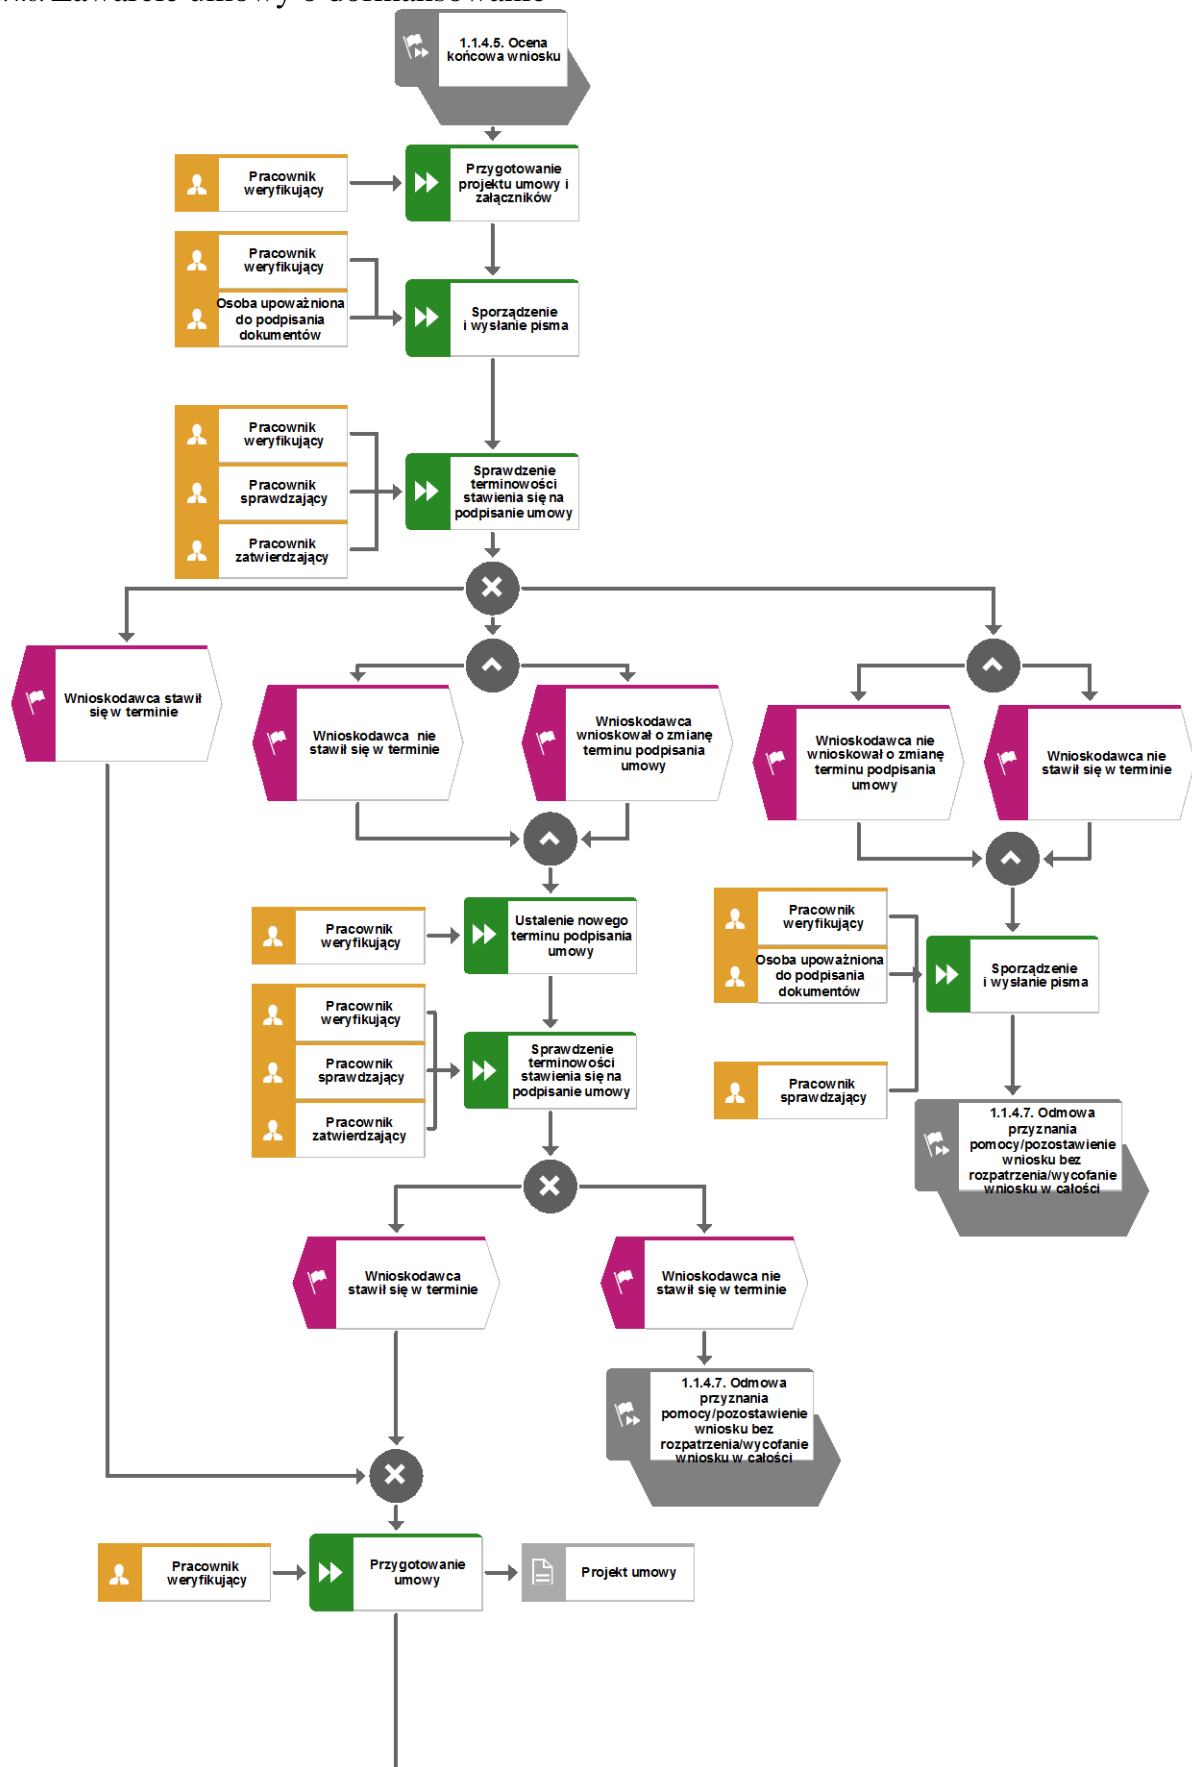 Zawarcie umowy o dofinansowanie
1.1.4.5. Ocena
końcowa wniosku
Pracownik
weryfikujący
Przygotowanie
projektu umowy i
załączników
Pracownik
weryfikujący
Osoba upoważniona
do podpisania
dokumentów
Sporządzenie
i wysłanie pisma
Pracownik
weryfikujący
Pracownik
sprawdzający
Pracownik
zatwierdzający
Sprawdzenie
terminowości
stawienia się na
podpisanie umowy
Wnioskodawca stawił
się w terminie
Wnioskodawca nie
stawił się w terminie
Wnioskodawca
wnioskował o zmianę
terminu podpisania
umowy
Wnioskodawca nie
wnioskował o zmianę
terminu podpisania
umowy
Wnioskodawca nie
stawił się w terminie
Pracownik
weryfikujący
Ustalenie nowego
terminu podpisania
umowy
Pracownik
weryfikujący
Osoba upoważniona
do podpisania
dokumentów
Pracownik
sprawdzający
Sporządzenie
i wysłanie pisma
Pracownik
weryfikujący
Pracownik
sprawdzający
Pracownik
zatwierdzający
Sprawdzenie
terminowości
stawienia się na
podpisanie umowy
1.1.4.7. Odmowa
przyznania
pomocy/pozostawienie
wniosku bez
rozpatrzenia/wycofanie
wniosku w całości
Wnioskodawca
stawił się w terminie
Wnioskodawca nie
stawił się w terminie
1.1.4.7. Odmowa
przyznania
pomocy/pozostawienie
wniosku bez
rozpatrzenia/wycofanie
wniosku w całości
Pracownik
weryfikujący
Przygotowanie
umowy
Projekt umowy